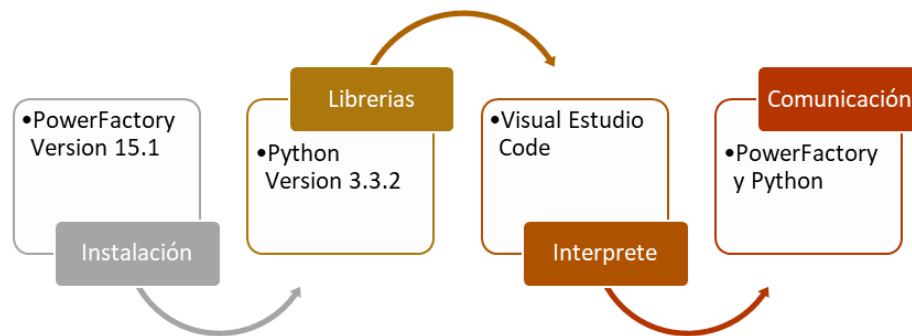 •PowerFactory
Version 15.1
Instalación
Librerias
•Python
Version 3.3.2
•Visual Estudio
Code
Interprete
Comunicación
•PowerFactory
y Python